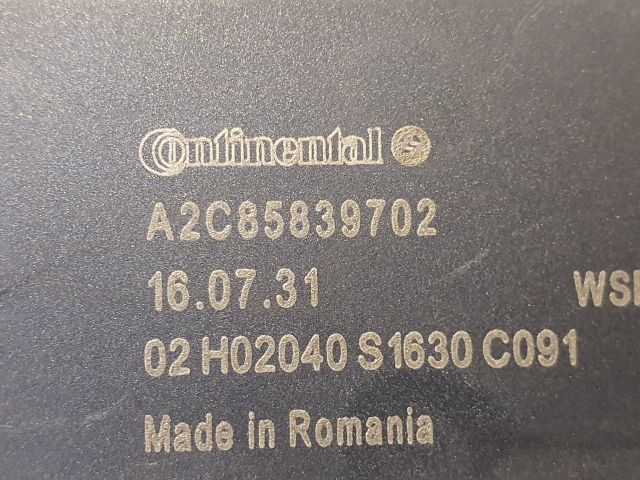 Continental
A2C85839702
16.07.31
02 H02040 S1630 C091
Made in Romania